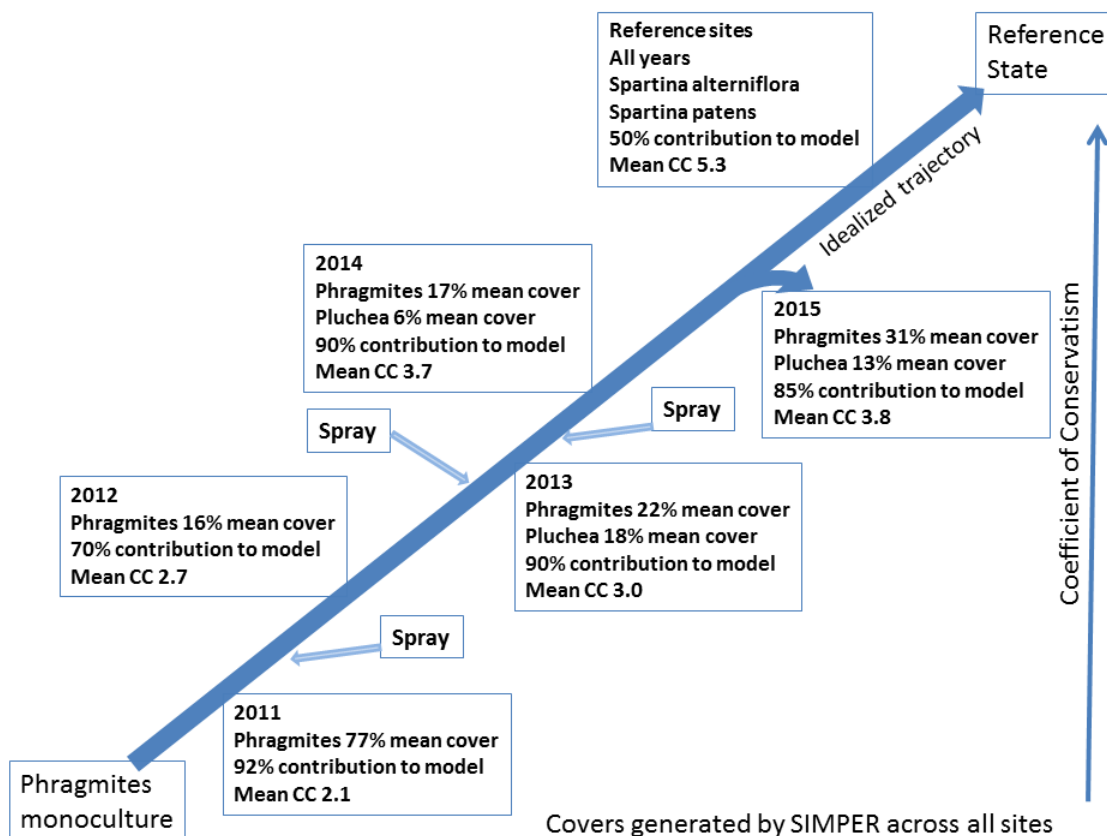 Reference sites
All years
Spartina alterniflora
Spartina patens
50% contribution to model
Mean CC 5.3
Reference
State
Idealized trajectory
2014
Phragmites 17% mean cover
Pluchea 6% mean cover
90% contribution to model
Mean CC 3.7
2015
Phragmites 31% mean cover
Pluchea 13% mean cover
85% contribution to model
Mean CC 3.8
Coefficient of Conservatism
Spray
Spray
2012
Phragmites 16% mean cover
70% contribution to model
Mean CC 2.7
2013
Phragmites 22% mean cover
Pluchea 18% mean cover
90% contribution to model
Mean CC 3.0
Spray
2011
Phragmites 77% mean cover
92% contribution to model
Mean CC 2.1
Phragmites
monoculture
Covers generated by SIMPER across all sites